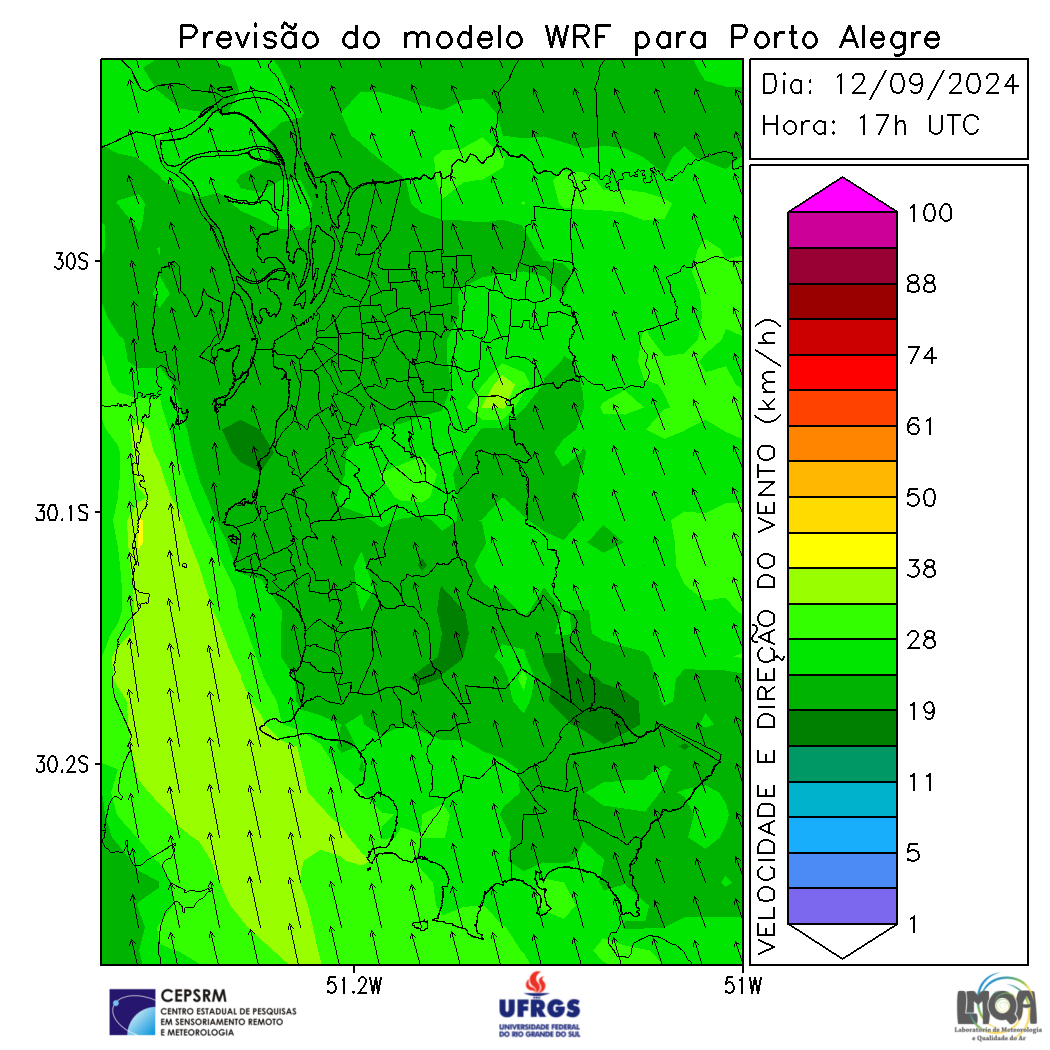 Previsão do modelo WRF para Porto Alegre
Dia: 12/09/2024
Hora: 17h UTC
30S
30.1S
30.2S
51.2W
51W
VELOCIDADE E DIREÇÃO DO VENTO (km/h)
100
88
74
61
50
38
28
19
11
5
1
CEPSRM
CENTRO ESTADUAL DE PESQUISAS
EM SENSORIAMENTO REMOTO
E METEOROLOGIA
UFRGS
UNIVERSIDADE FEDERAL
DO RIO GRANDE DO SUL
LMQA
Laboratório de Meteorologia
e Qualidade do Ar